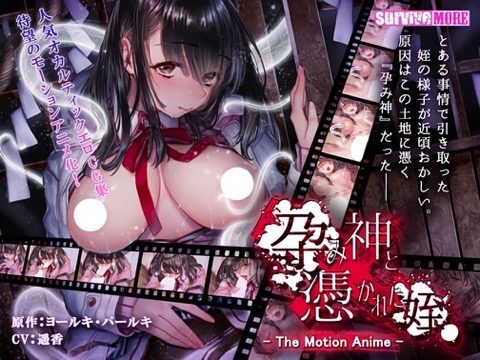 survive MORE
とある事情で引き取った
姪の様子が近頃おかしい。
原因はこの土地に憑く
『孕み神』だった――
人気オカルティックエロCG集
待望のモーションアニメ化！
孕み神と
憑かれた姪
- The Motion Anime -
原作:ヨールキ・パールキ
CV:遥香